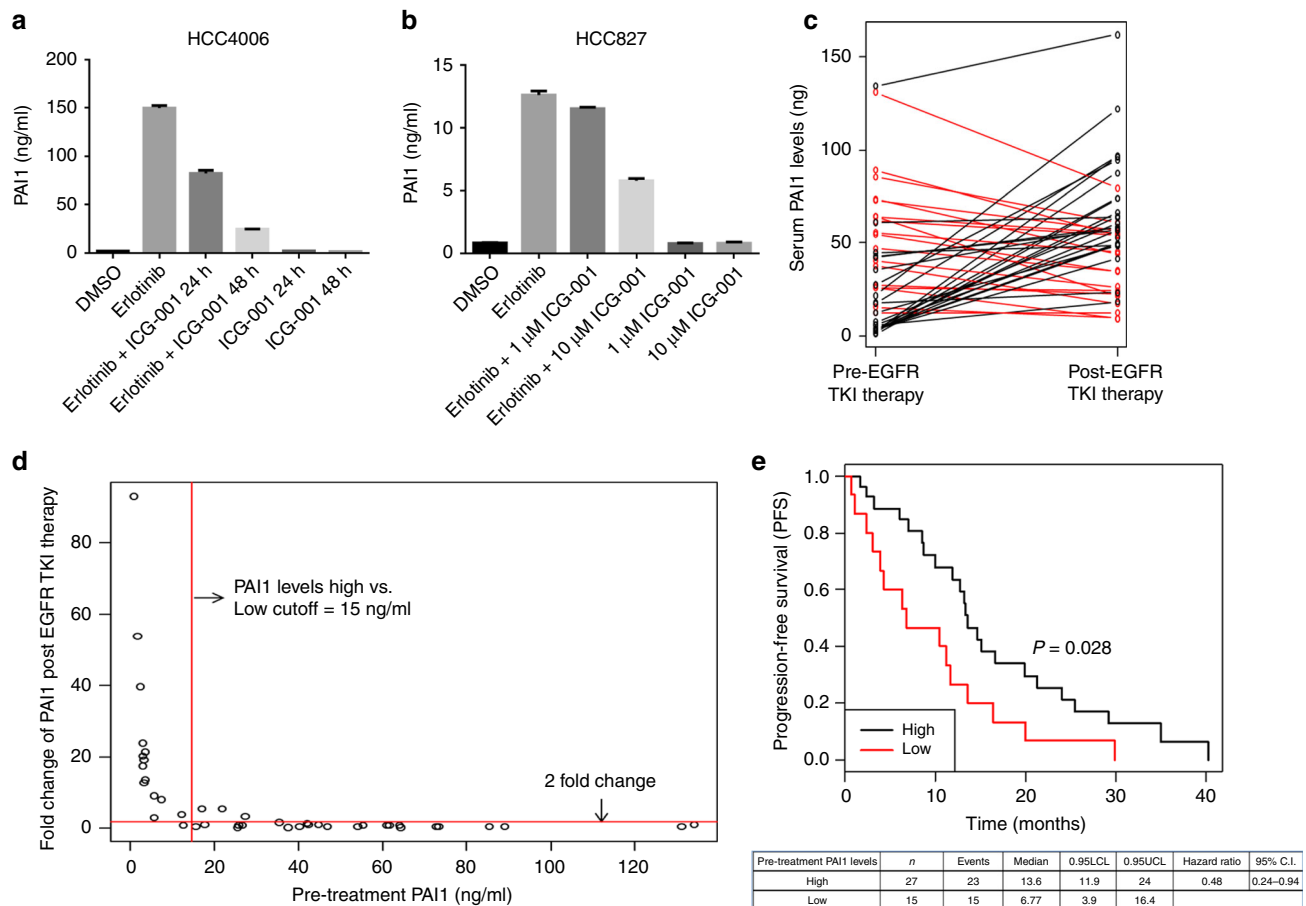 a
HCC4006
PAI1 (ng/ml)
200
150
100
50
0
DMSO
Erlotinib
Erlotinib + ICG-001 24 h
Erlotinib + ICG-001 48 h
ICG-001 24 h
ICG-001 48 h
b
HCC827
PAI1 (ng/ml)
15
10
5
0
DMSO
Erlotinib
Erlotinib + 1 μM ICG-001
Erlotinib + 10 μM ICG-001
1 μM ICG-001
10 μM ICG-001
c
Serum PAI1 levels (ng)
150
100
50
0
Pre-EGFR
TKI therapy
Post-EGFR
TKI therapy
d
Fold change of PAI1 post EGFR TKI therapy
80
60
40
20
0
PAI1 levels high vs.
Low cutoff = 15 ng/ml
2 fold change
0 20 40 60 80 100 120
Pre-treatment PAI1 (ng/ml)
e
Progression-free survival (PFS)
1.0
0.8
0.6
0.4
0.2
0.0
P = 0.028
High
Low
0 10 20 30 40
Time (months)
Pre-treatment PAI1 levels n Events Median 0.95LCL 0.95UCL Hazard ratio 95% C.I.
High 27 23 13.6 11.9 24 0.48 0.24–0.94
Low 15 15 6.77 3.9 16.4